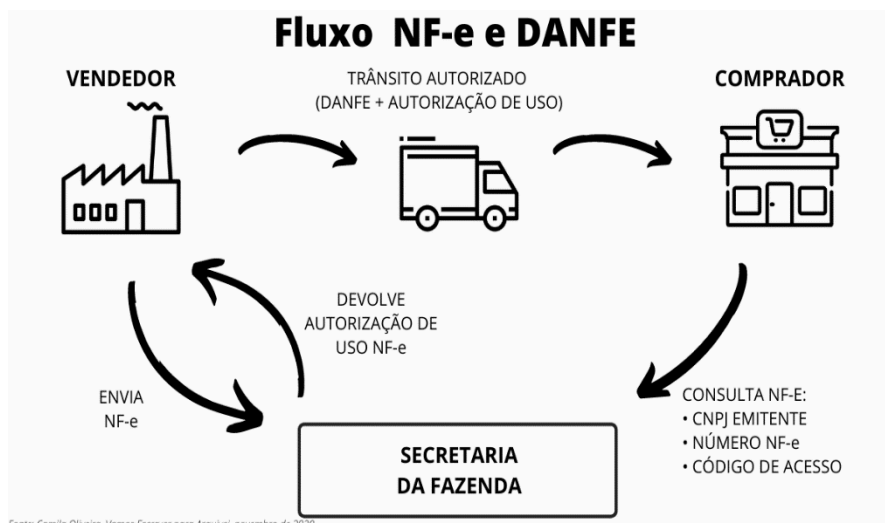 Fluxo NF-e e DANFE
VENDEDOR
TRÂNSITO AUTORIZADO
(DANFE + AUTORIZAÇÃO DE USO)
COMPRADOR
DEVOLVE
AUTORIZAÇÃO DE
USO NF-e
ENVIA
NF-e
CONSULTA NF-E:
• CNPJ EMITENTE
• NÚMERO NF-e
• CÓDIGO DE ACESSO
SECRETARIA
DA FAZENDA